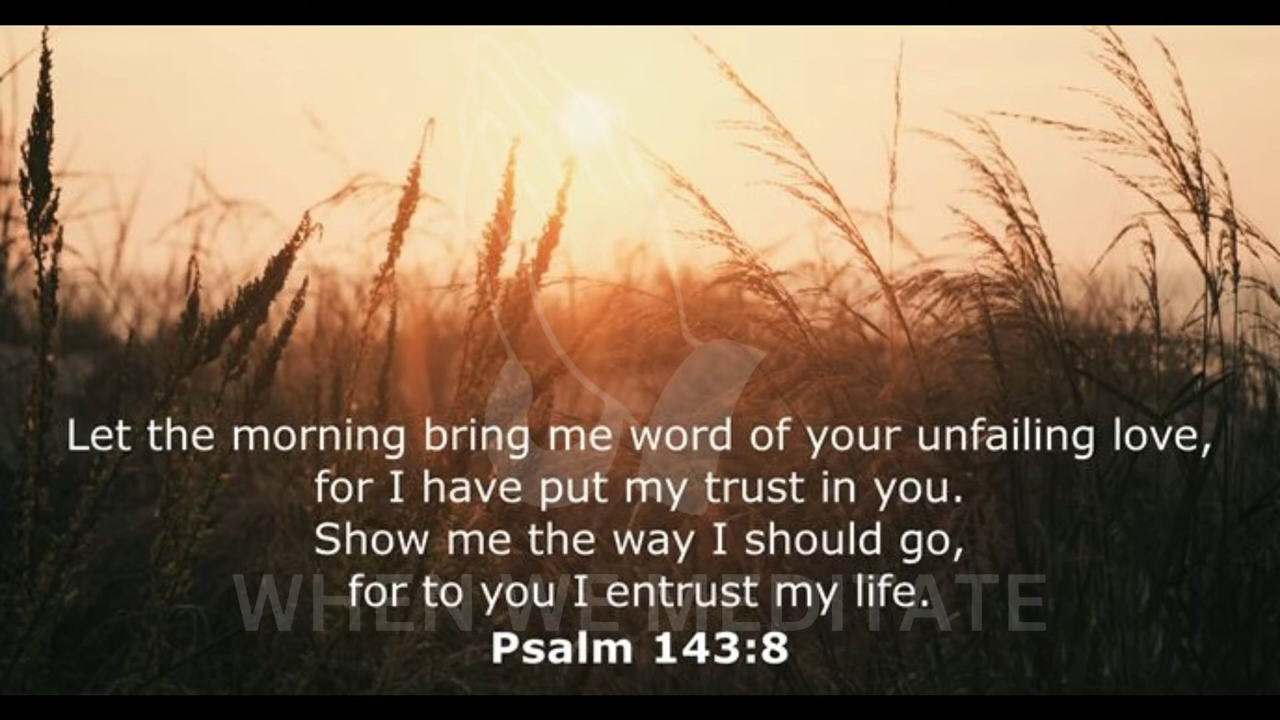 Let the morning bring me word of your unfailing love,
for I have put my trust in you.
Show me the way I should go,
for to you I entrust my life.
WHEN WE MEDITATE
Psalm 143:8